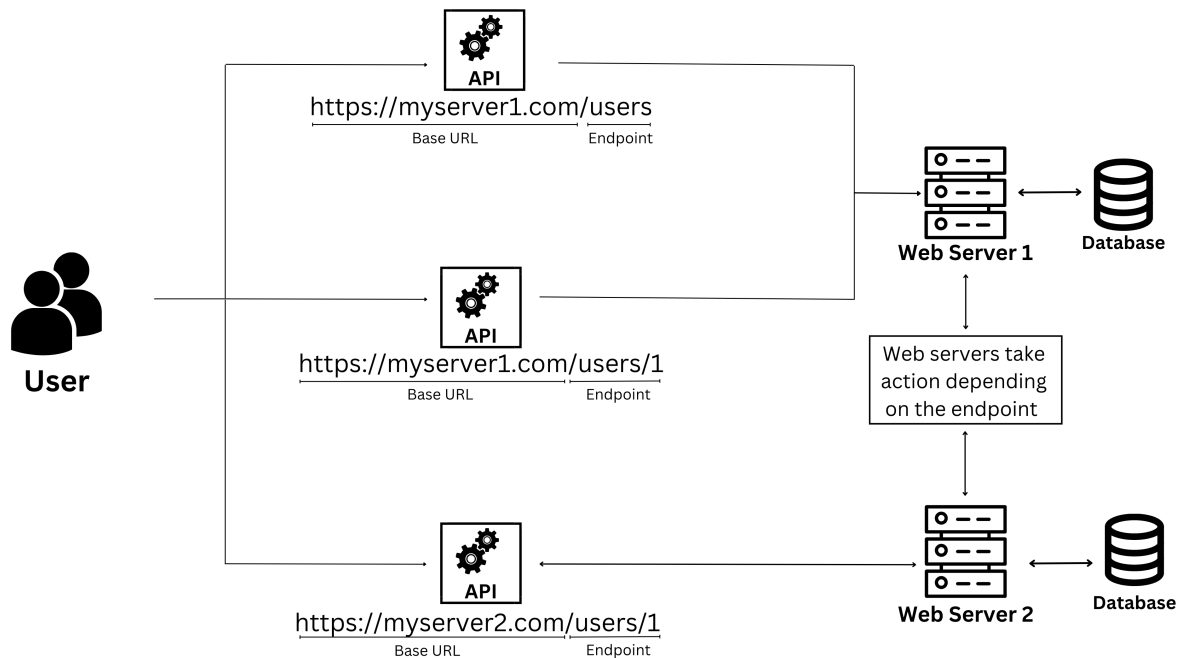 API
https://myserver1.com/users
Base URL
Endpoint
Web Server 1
Database
User
API
https://myserver1.com/users/1
Base URL
Endpoint
Web servers take
action depending
on the endpoint
API
https://myserver2.com/users/1
Base URL
Endpoint
Web Server 2
Database